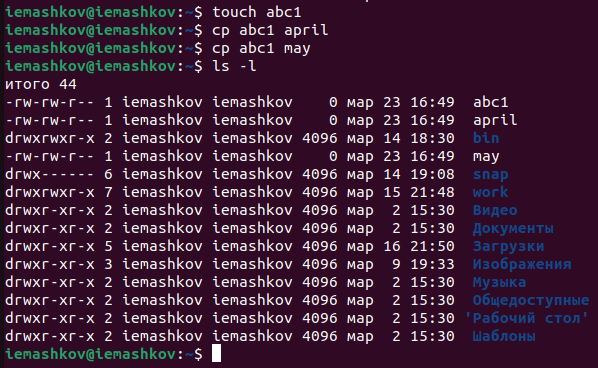 iemashkov@iemashkov:~$ touch abc1
iemashkov@iemashkov:~$ cp abc1 april
iemashkov@iemashkov:~$ cp abc1 may
iemashkov@iemashkov:~$ ls -l
итого 44
-rw-rw-r-- 1 iemashkov iemashkov    0 мар 23 16:49  abc1
-rw-rw-r-- 1 iemashkov iemashkov    0 мар 23 16:49  april
drwxrwxr-x 2 iemashkov iemashkov 4096 мар 14 18:30  bin
-rw-rw-r-- 1 iemashkov iemashkov    0 мар 23 16:49  may
drwx------ 6 iemashkov iemashkov 4096 мар 14 19:08  snap
drwxrwxr-x 7 iemashkov iemashkov 4096 мар 15 21:48  work
drwxr-xr-x 2 iemashkov iemashkov 4096 мар  2 15:30  Видео
drwxr-xr-x 2 iemashkov iemashkov 4096 мар  2 15:30  Документы
drwxr-xr-x 5 iemashkov iemashkov 4096 мар 16 21:50  Загрузки
drwxr-xr-x 3 iemashkov iemashkov 4096 мар  9 19:33  Изображения
drwxr-xr-x 2 iemashkov iemashkov 4096 мар  2 15:30  Музыка
drwxr-xr-x 2 iemashkov iemashkov 4096 мар  2 15:30  Общедоступные
drwxr-xr-x 2 iemashkov iemashkov 4096 мар  2 15:30 'Рабочий стол'
drwxr-xr-x 2 iemashkov iemashkov 4096 мар  2 15:30  Шаблоны
iemashkov@iemashkov:~$